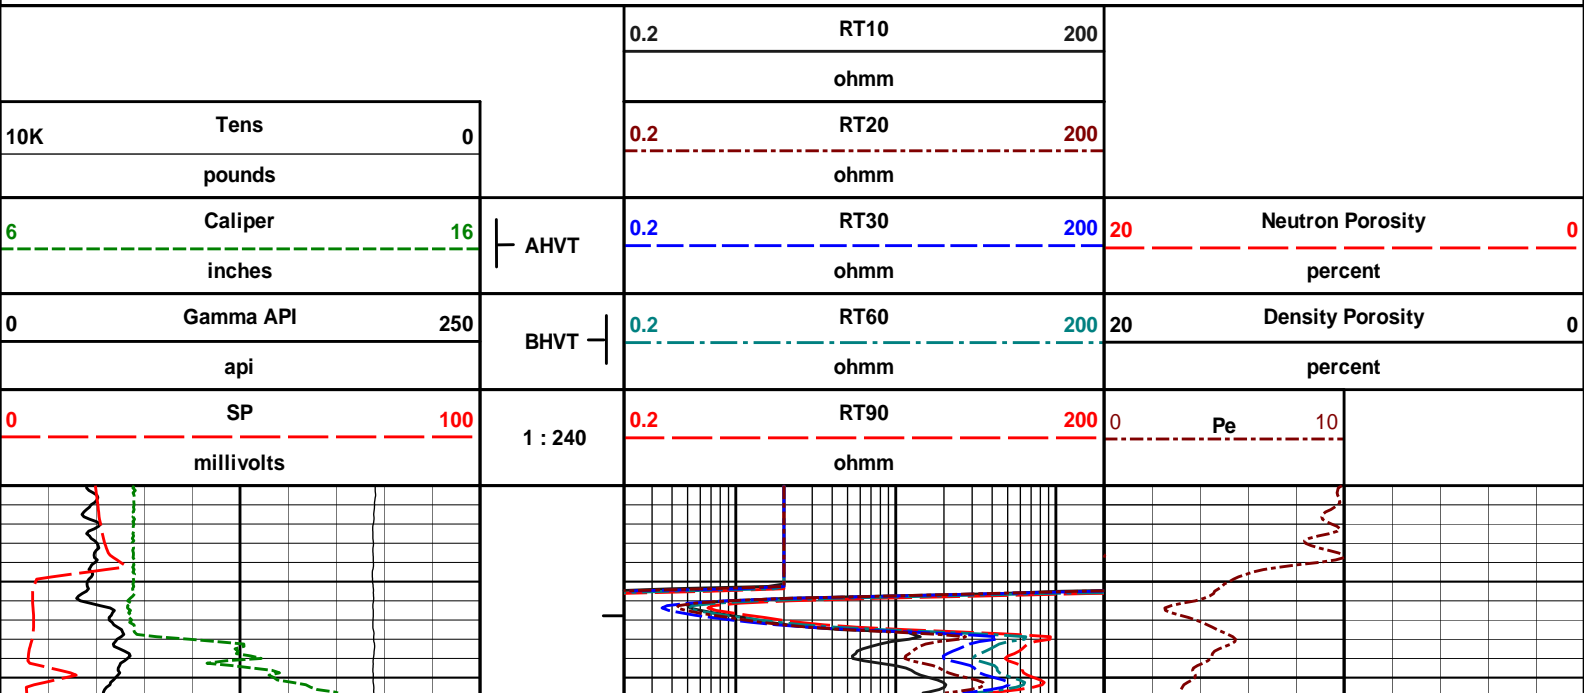 0.2 RT10 200
ohmm
10K Tens 0
pounds
0.2 RT20 200
ohmm
6 Caliper 16
inches
AHVT
0.2 RT30 200
ohmm
20 Neutron Porosity 0
percent
0 Gamma API 250
api
BHVT
0.2 RT60 200
ohmm
20 Density Porosity 0
percent
0 SP 100
millivolts
1 : 240
0.2 RT90 200
ohmm
0 Pe 10